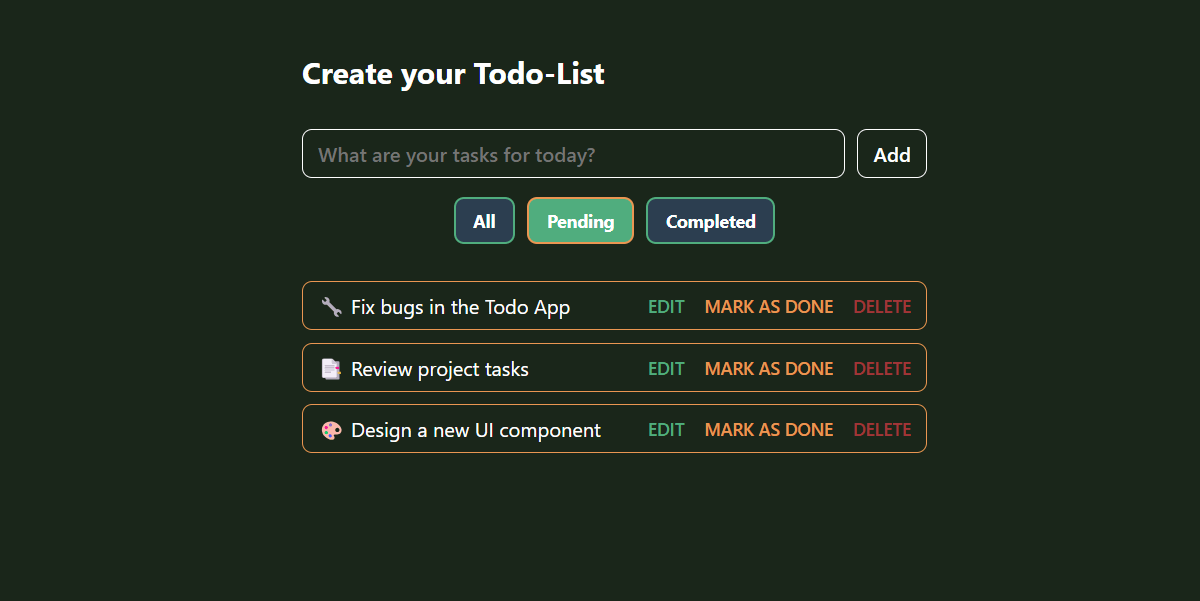 Create your Todo-List
What are your tasks for today? Add
All Pending Completed
🔧 Fix bugs in the Todo App EDIT MARK AS DONE DELETE
📑 Review project tasks EDIT MARK AS DONE DELETE
🎨 Design a new UI component EDIT MARK AS DONE DELETE